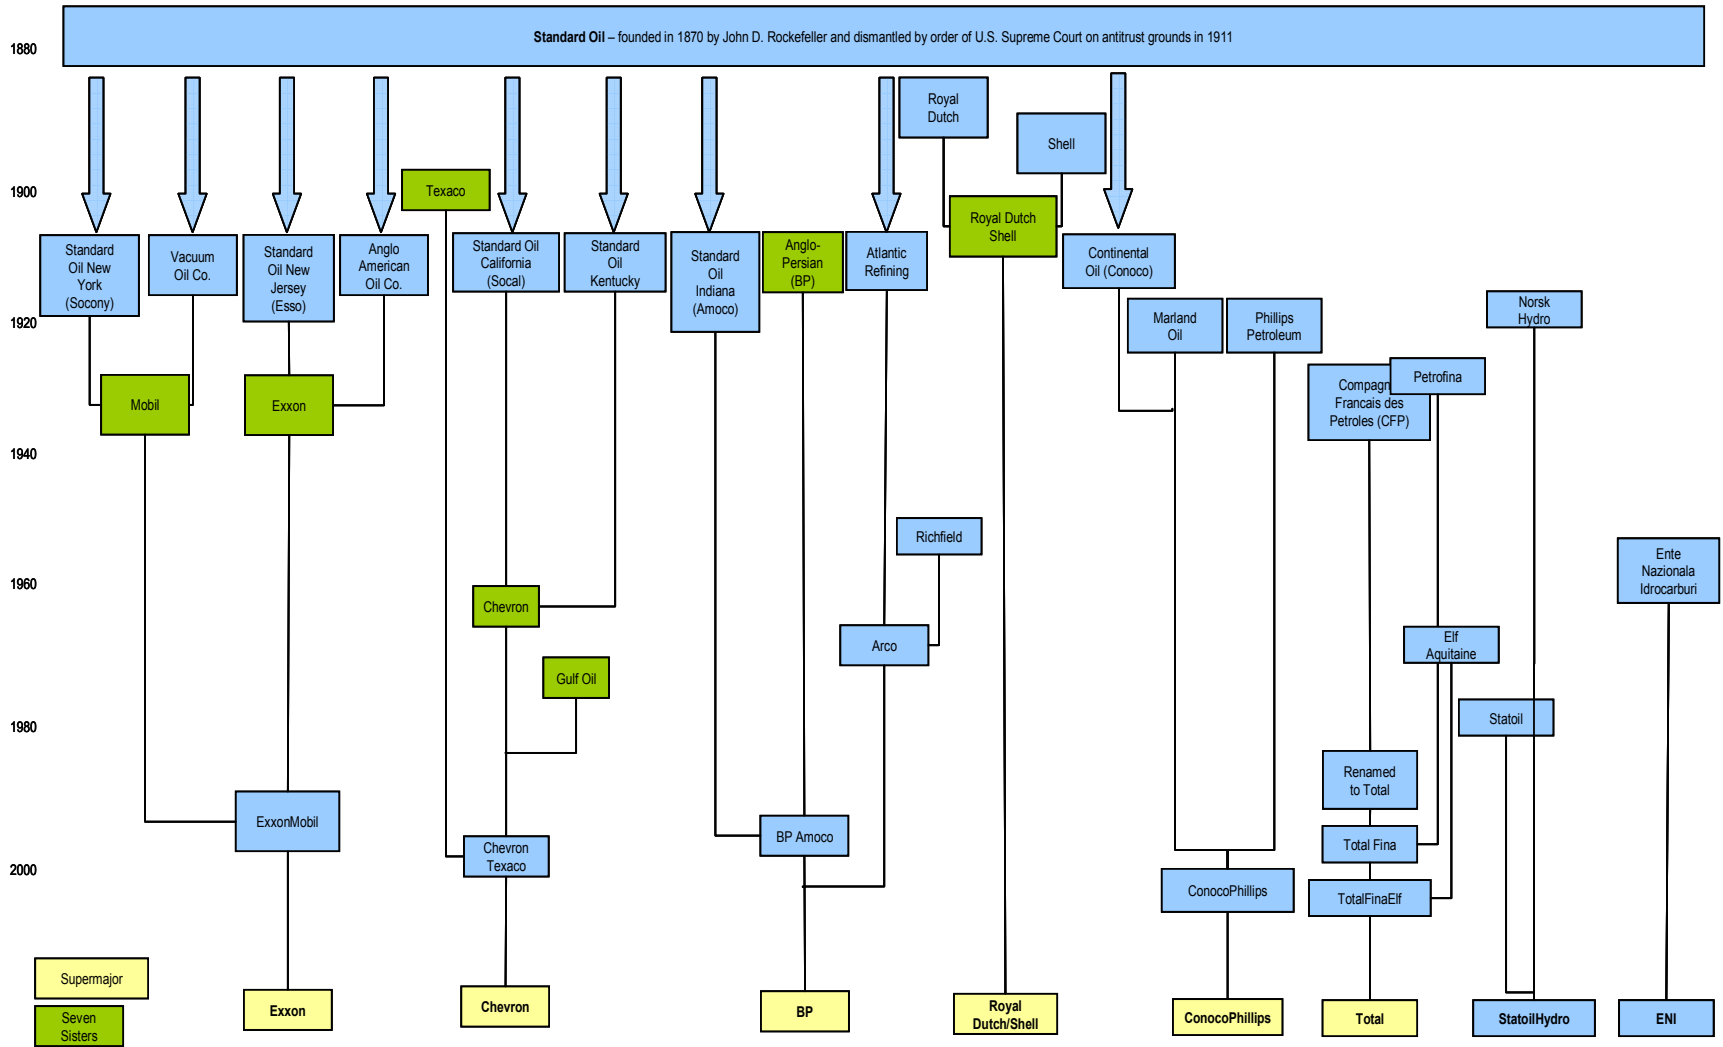 Standard Oil – founded in 1870 by John D. Rockefeller and dismantled by order of U.S. Supreme Court on antitrust grounds in 1911
1880
Royal
Dutch
Shell
1900
Texaco
Royal Dutch
Shell
Standard
Oil New
York
(Socony)
Vacuum
Oil Co.
Standard
Oil New
Jersey
(Esso)
Anglo
American
Oil Co.
Standard Oil
California
(Socal)
Standard
Oil
Kentucky
Standard
Oil
Indiana
(Amoco)
Anglo-
Persian
(BP)
Atlantic
Refining
Continental
Oil (Conoco)
1920
Marland
Oil
Phillips
Petroleum
Norsk
Hydro
Mobil
Exxon
Compagn
Francais des
Petroles (CFP)
Petrofina
1940
Richfield
Ente
Nazionala
Idrocarburi
1960
Chevron
Arco
Elf
Aquitaine
Gulf Oil
1980
Statoil
Renamed
to Total
ExxonMobil
BP Amoco
Total Fina
Chevron
Texaco
2000
ConocoPhillips
TotalFinaElf
Supermajor
Seven
Sisters
Exxon
Chevron
BP
Royal
Dutch/Shell
ConocoPhillips
Total
StatoilHydro
ENI